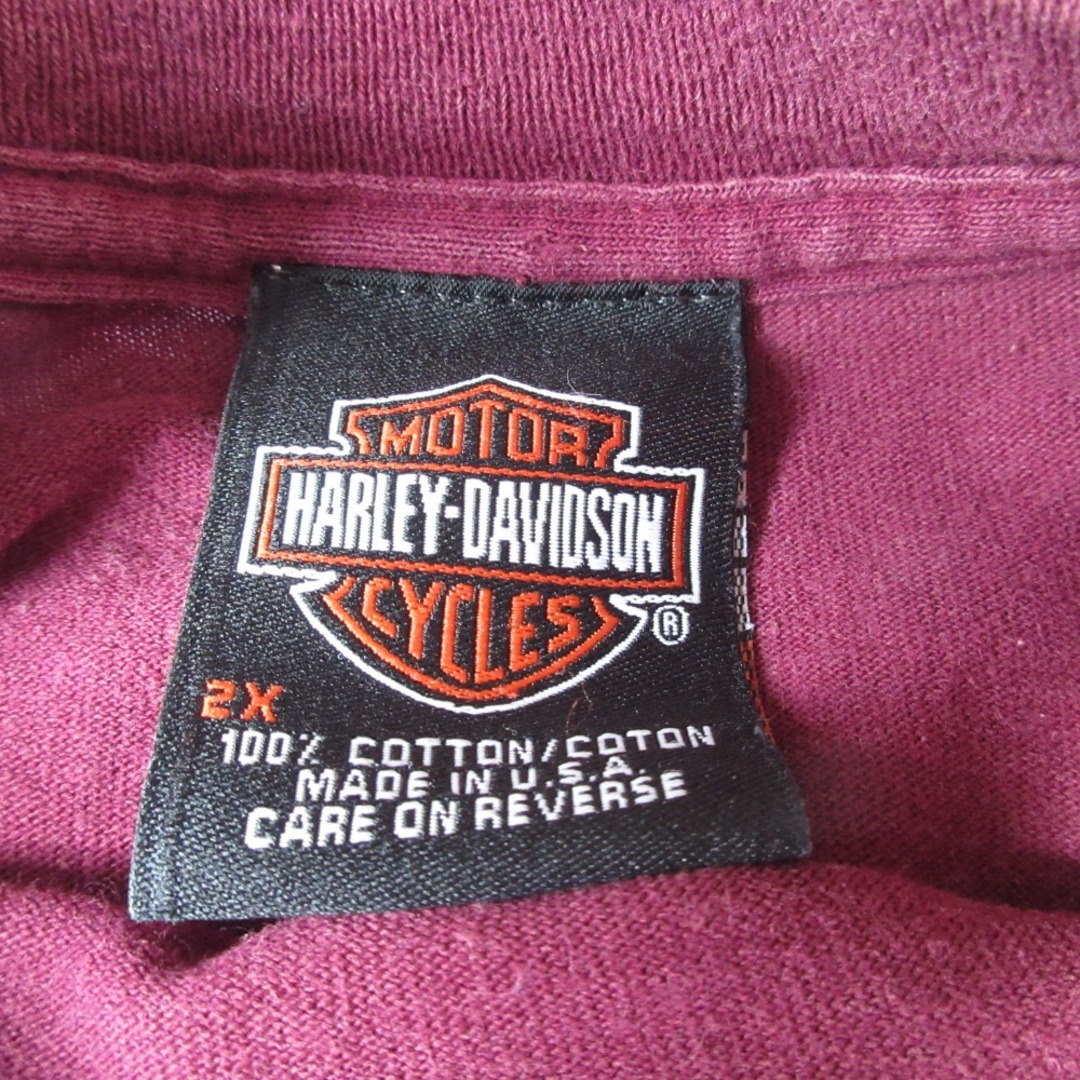 MOTOR
HARLEY-DAVIDSON
CYCLES
®
2X
100% COTTON/COTON
MADE IN U.S.A.
CARE ON REVERSE